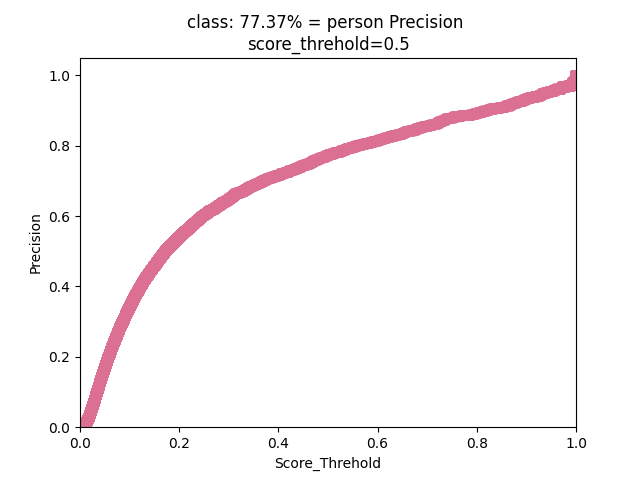 class: 77.37% = person Precision
score_threhold=0.5
1.0
0.8
0.6
0.4
0.2
0.0
Precision
0.0 0.2 0.4 0.6 0.8 1.0
Score_Threhold